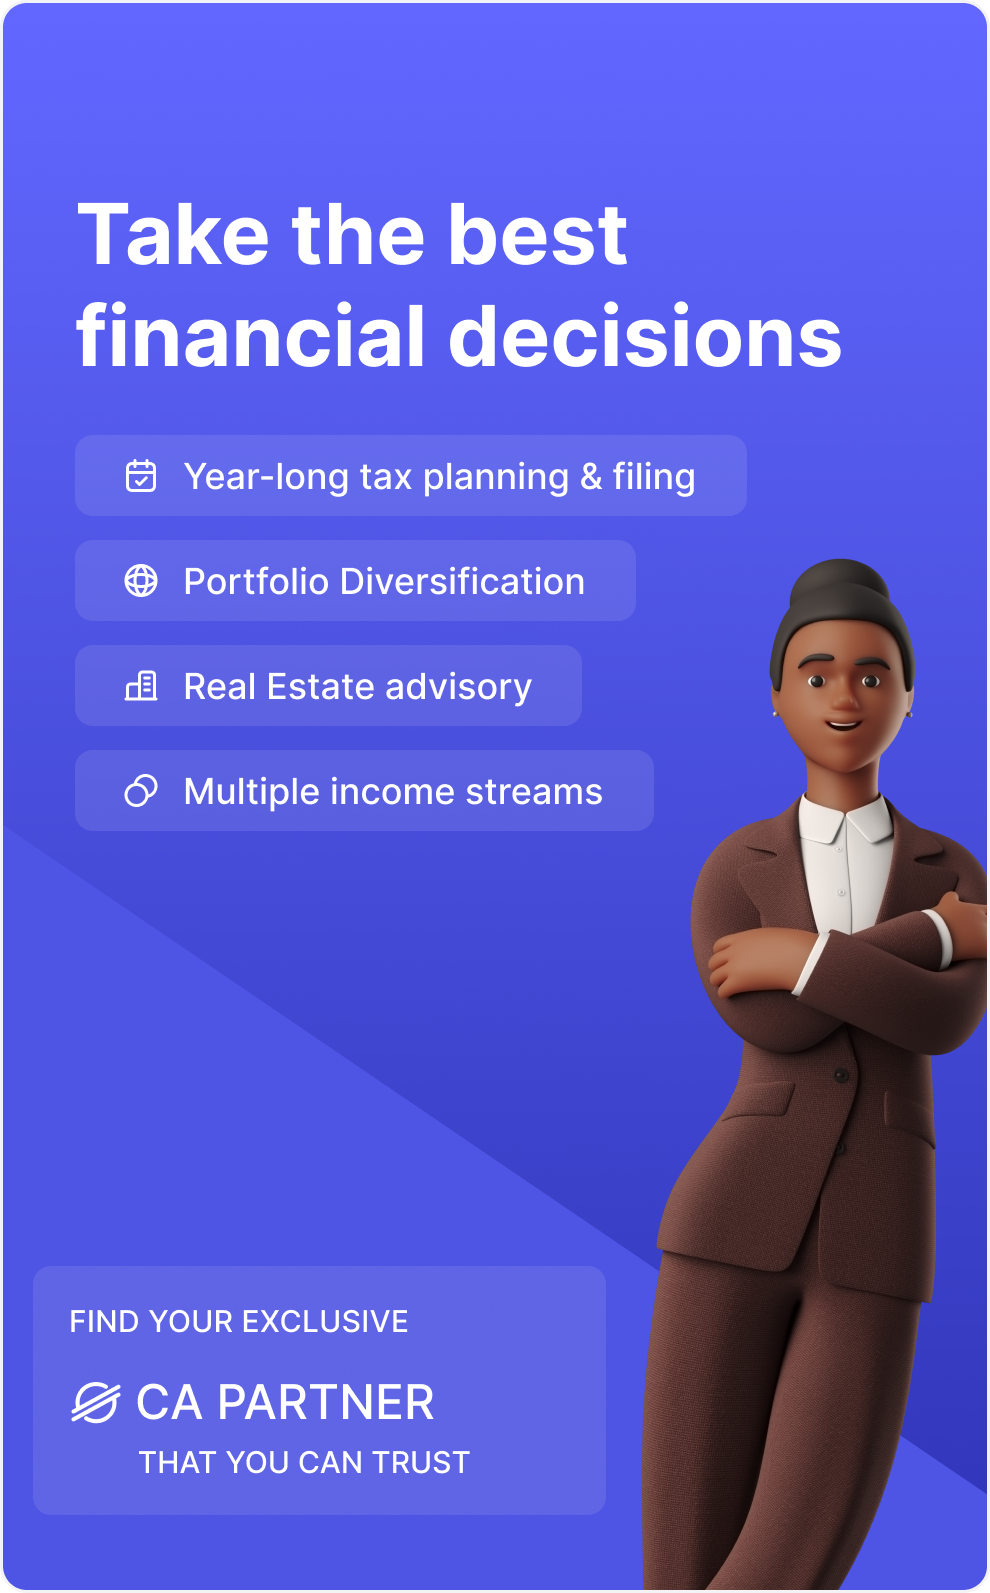 Take the best
financial decisions
Year-long tax planning & filing
Portfolio Diversification
Real Estate advisory
Multiple income streams
FIND YOUR EXCLUSIVE
CA PARTNER
THAT YOU CAN TRUST